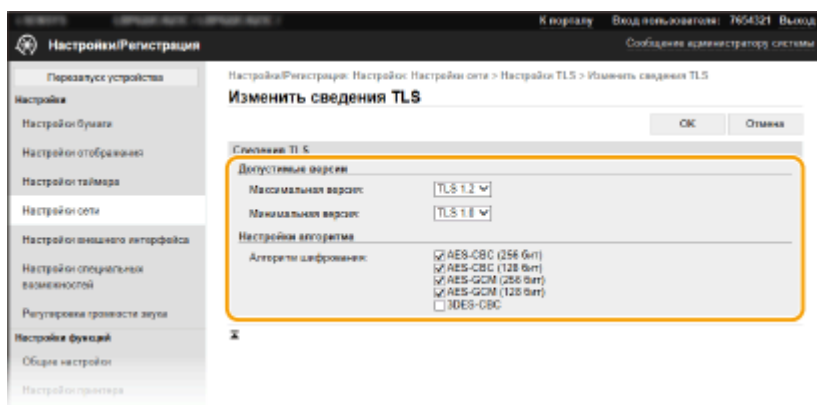 К порталу Вход пользователя: 7654321 Выход
Настройки/Регистрация
Сообщение администратору системы
Перезапуск устройства
Настройка/Регистрация: Настройки: Настройки сети > Настройки TLS > Изменить сведения TLS
Настройки
Изменить сведения TLS
Настройки бумаги
OK Отмена
Настройки отображения
Сведения TLS
Допустимые версии
Настройки таймера
Максимальная версия: TLS 1.2
Настройки сети
Минимальная версия: TLS 1.0
Настройки алгоритма
Настройки внешнего интерфейса
Алгоритм шифрования: AES-CBC (256 бит)
AES-CBC (128 бит)
Настройки специальных
возможностей
AES-GCM (256 бит)
AES-GCM (128 бит)
3DES-CBC
Регулировка громкости звука
Настройки функций
Общие настройки
Настройки принтера